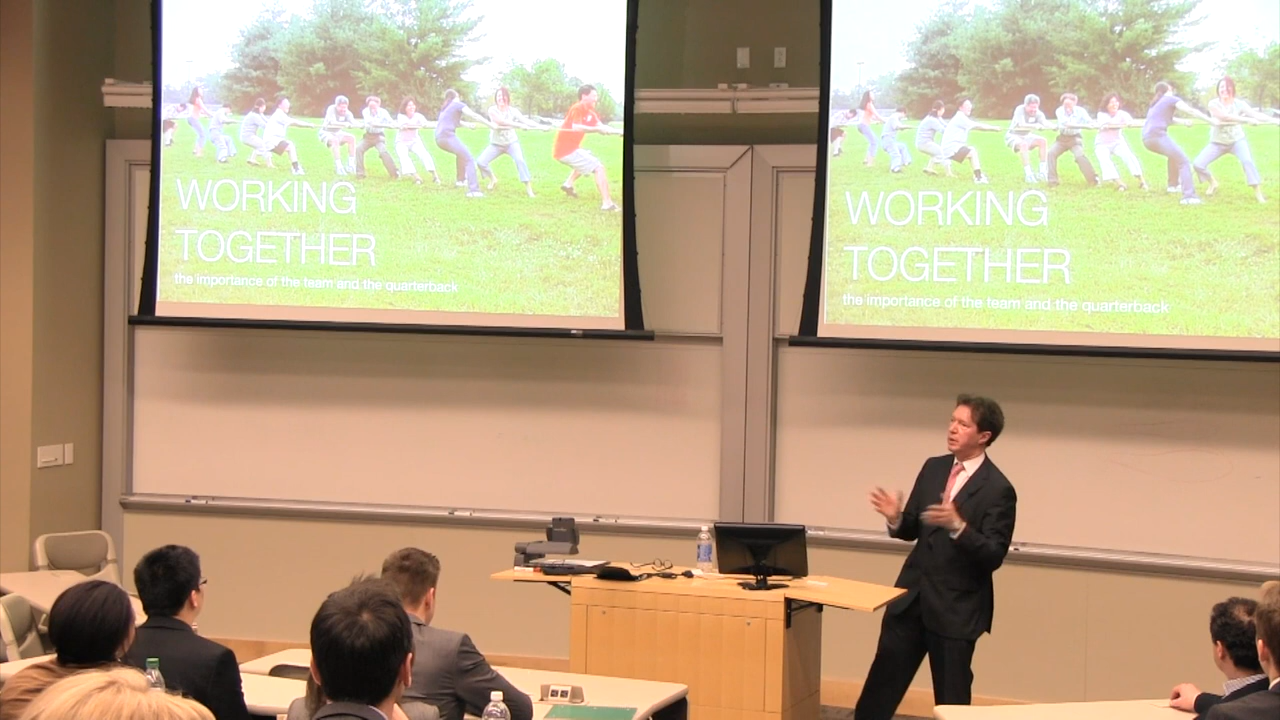 WORKING
TOGETHER
the importance of the team and the quarterback
WORKING
TOGETHER
the importance of the team and the quarterback